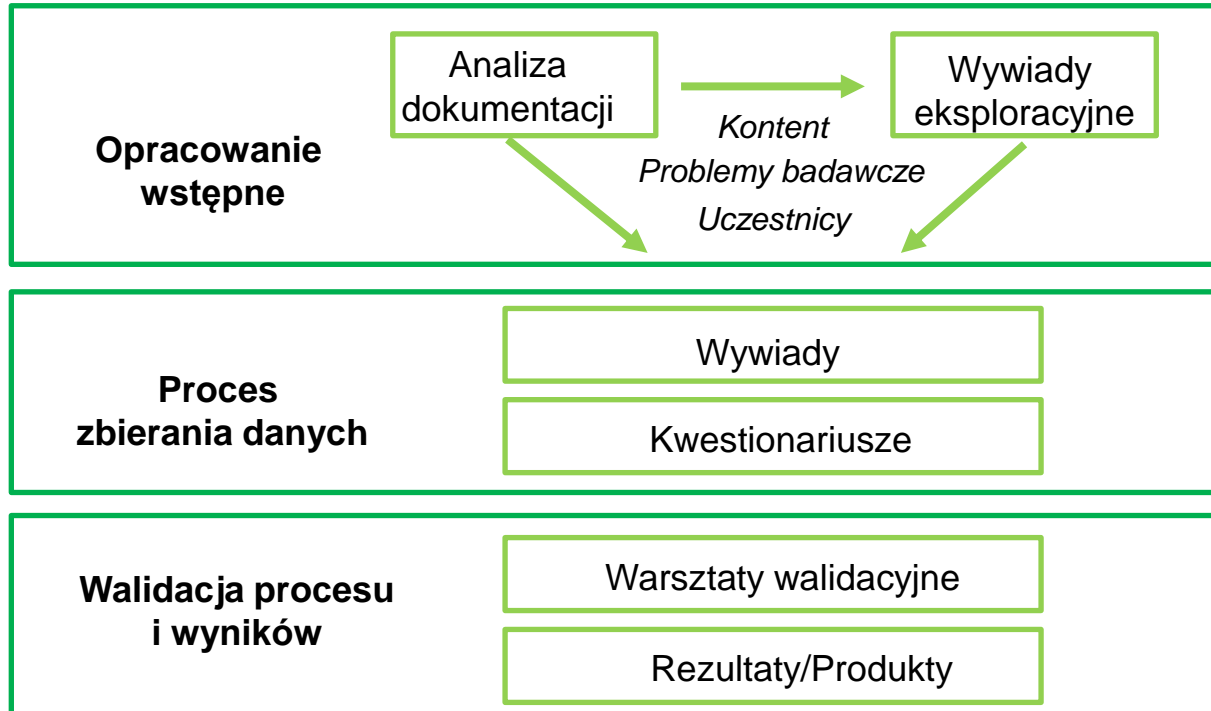 Opracowanie
wstępne
Analiza
dokumentacji
Wywiady
eksploracyjne
Kontent
Problemy badawcze
Uczestnicy
Proces
zbierania danych
Wywiady
Kwestionariusze
Walidacja procesu
i wyników
Warsztaty walidacyjne
Rezultaty/Produkty